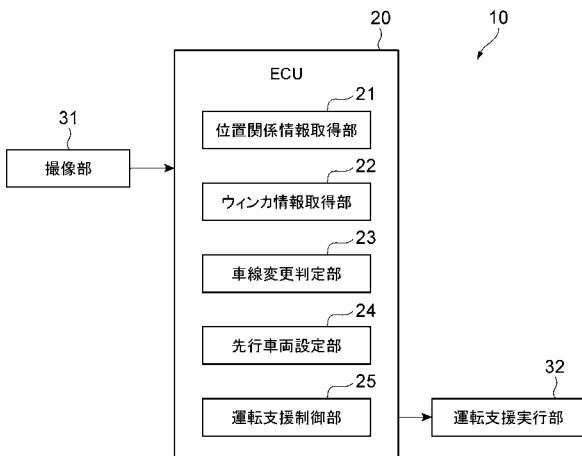 20
10
ECU
21
位置関係情報取得部
31
撮像部
22
ウィンカ情報取得部
23
車線変更判定部
24
先行車両設定部
25
運転支援制御部
32
運転支援実行部